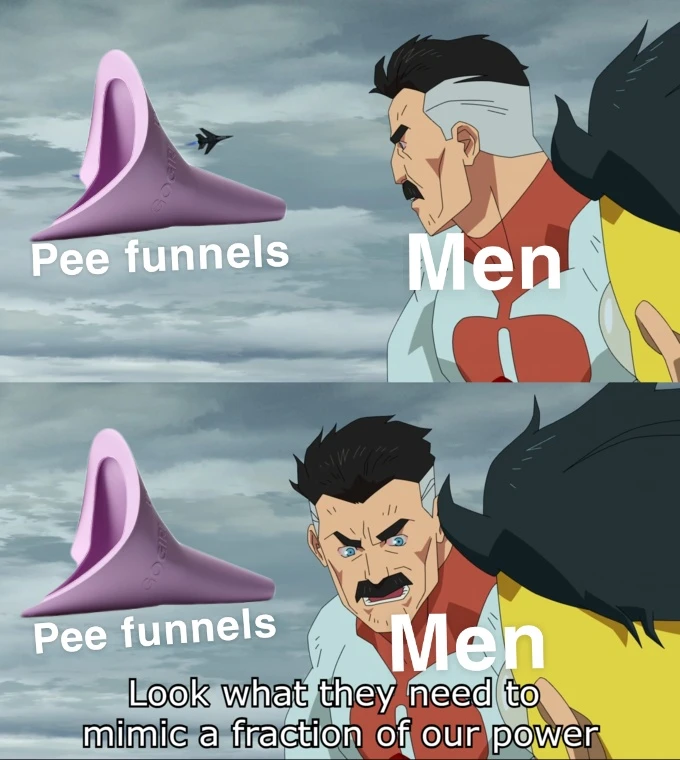 Pee funnels
Men
Pee funnels
Men
Look what they need to
mimic a fraction of our power